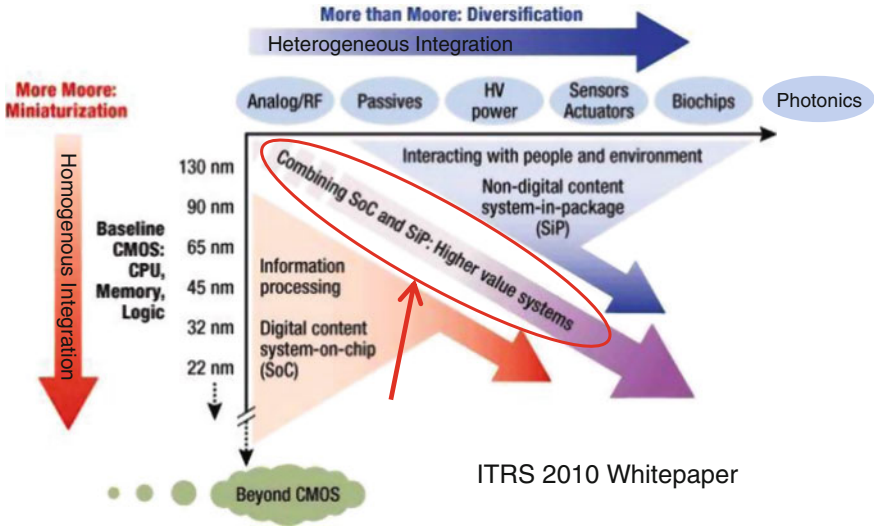 More than Moore: Diversification
Heterogeneous Integration
More Moore:
Miniaturization
Analog/RF
Passives
HV
power
Sensors
Actuators
Biochips
Photonics
Homogenous Integration
Baseline
CMOS:
CPU,
Memory,
Logic
130 nm
90 nm
65 nm
45 nm
32 nm
22 nm
Combining SoC and SiP: Higher value systems
Interacting with people and environment
Non-digital content
system-in-package
(SiP)
Information
processing
Digital content
system-on-chip
(SoC)
Beyond CMOS
ITRS 2010 Whitepaper